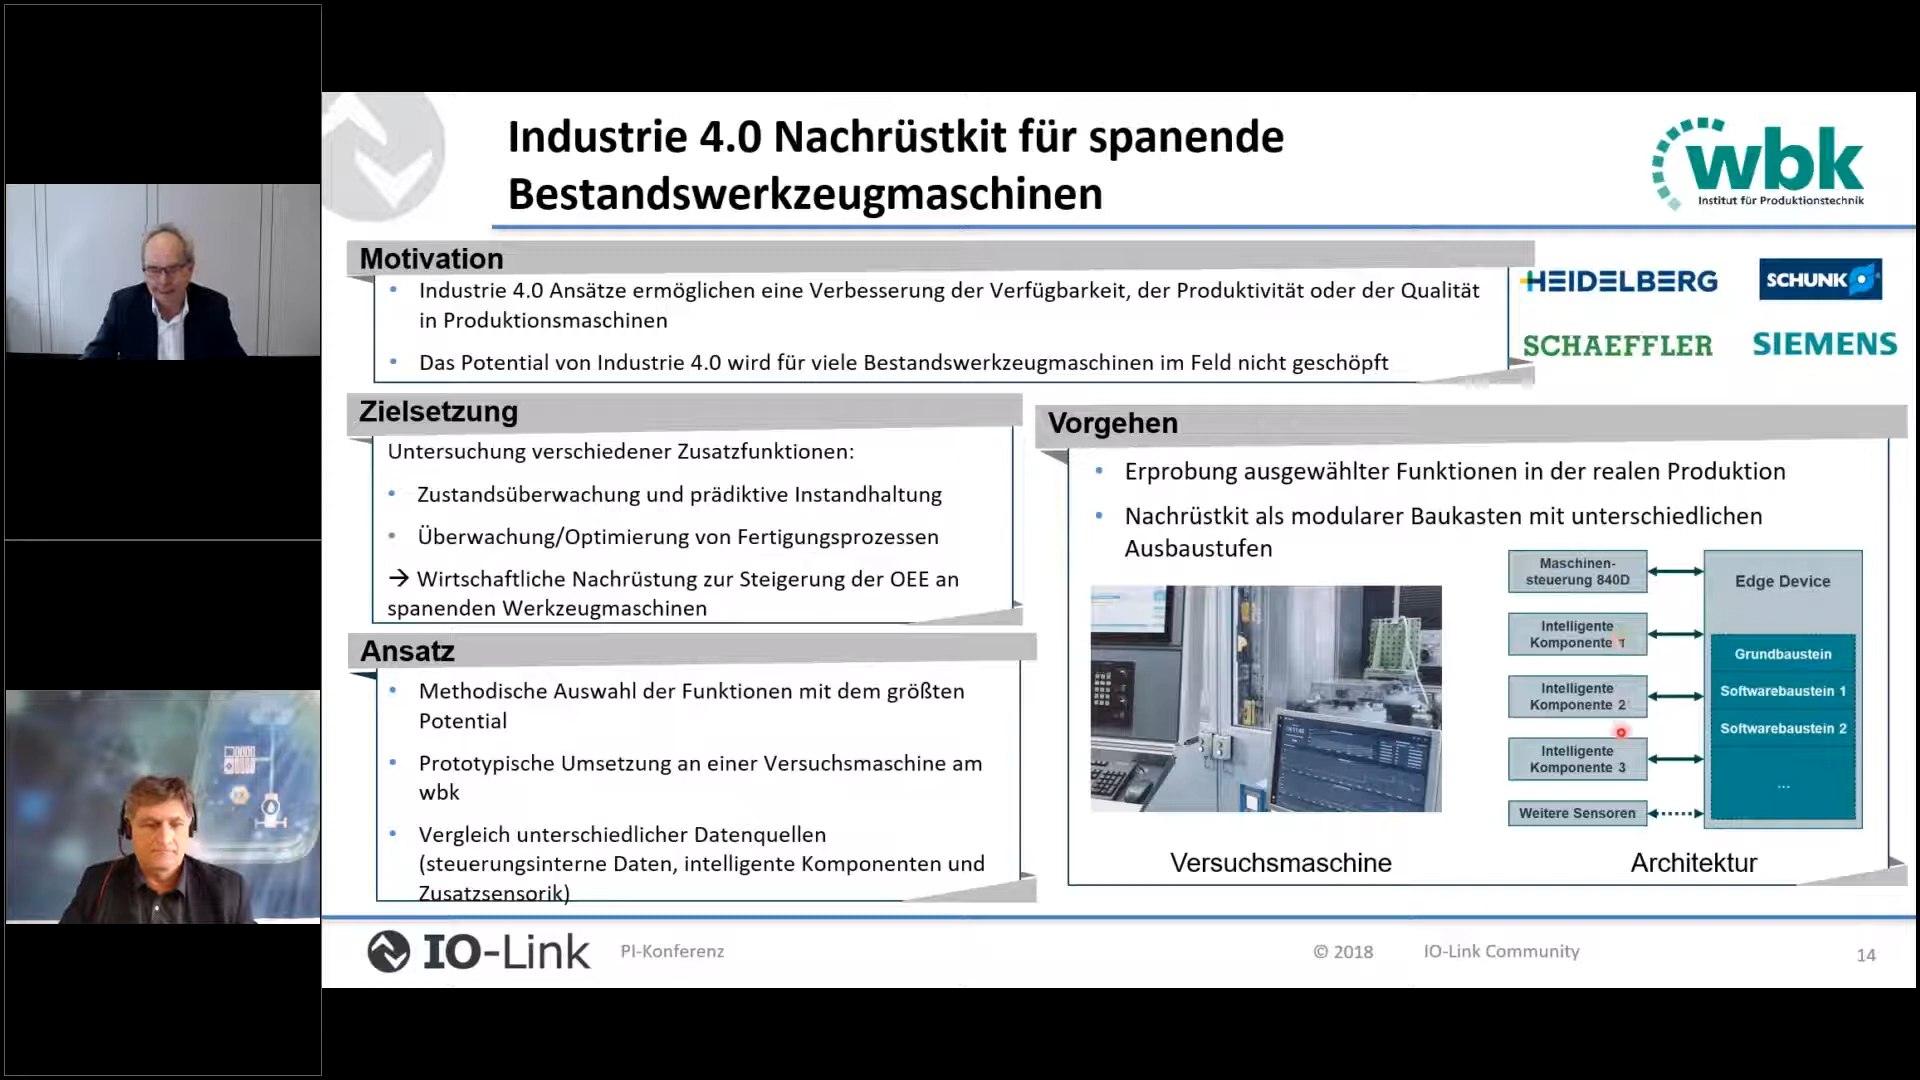 Industrie 4.0 Nachrüstkit für spanende
Bestandswerkzeugmaschinen
wbk
Institut für Produktionstechnik
Motivation
• Industrie 4.0 Ansätze ermöglichen eine Verbesserung der Verfügbarkeit, der Produktivität oder der Qualität
in Produktionsmaschinen
• Das Potential von Industrie 4.0 wird für viele Bestandswerkzeugmaschinen im Feld nicht geschöpft
HEIDELBERG
SCHUNK
SCHAEFFLER
SIEMENS
Zielsetzung
Untersuchung verschiedener Zusatzfunktionen:
• Zustandsüberwachung und prädiktive Instandhaltung
• Überwachung/Optimierung von Fertigungsprozessen
→ Wirtschaftliche Nachrüstung zur Steigerung der OEE an
spanenden Werkzeugmaschinen
Ansatz
• Methodische Auswahl der Funktionen mit dem größten
Potential
• Prototypische Umsetzung an einer Versuchsmaschine am
wbk
• Vergleich unterschiedlicher Datenquellen
(steuerungsinterne Daten, intelligente Komponenten und
Zusatzsensorik)
Vorgehen
• Erprobung ausgewählter Funktionen in der realen Produktion
• Nachrüstkit als modularer Baukasten mit unterschiedlichen
Ausbaustufen
Maschinen-
steuerung 840D
Intelligente
Komponente 1
Intelligente
Komponente 2
Intelligente
Komponente 3
Weitere Sensoren
Edge Device
Grundbaustein
Softwarebaustein 1
Softwarebaustein 2
...
Versuchsmaschine
Architektur
IO-Link
PI-Konferenz
© 2018
IO-Link Community
14